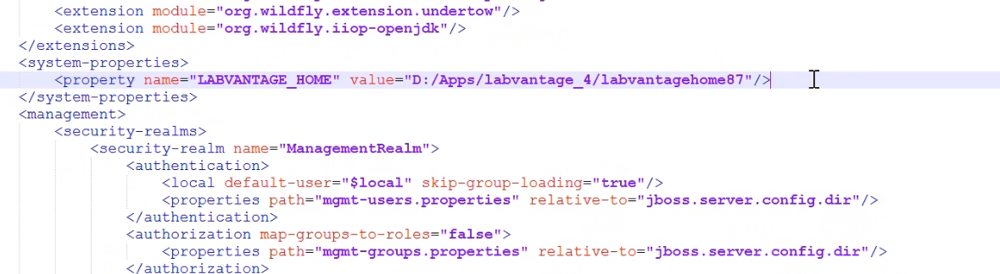 <extension module="org.wildfly.extension.undertow"/>
<extension module="org.wildfly.iiop-openjdk"/>
</extensions>
<system-properties>
<property name="LABVANTAGE_HOME" value="D:/Apps/labvantage_4/labvantagehome87"/>
</system-properties>
<management>
<security-realms>
<security-realm name="ManagementRealm">
<authentication>
<local default-user="$local" skip-group-loading="true"/>
<properties path="mgmt-users.properties" relative-to="jboss.server.config.dir"/>
</authentication>
<authorization map-groups-to-roles="false">
<properties path="mgmt-groups.properties" relative-to="jboss.server.config.dir"/>
</authorization>